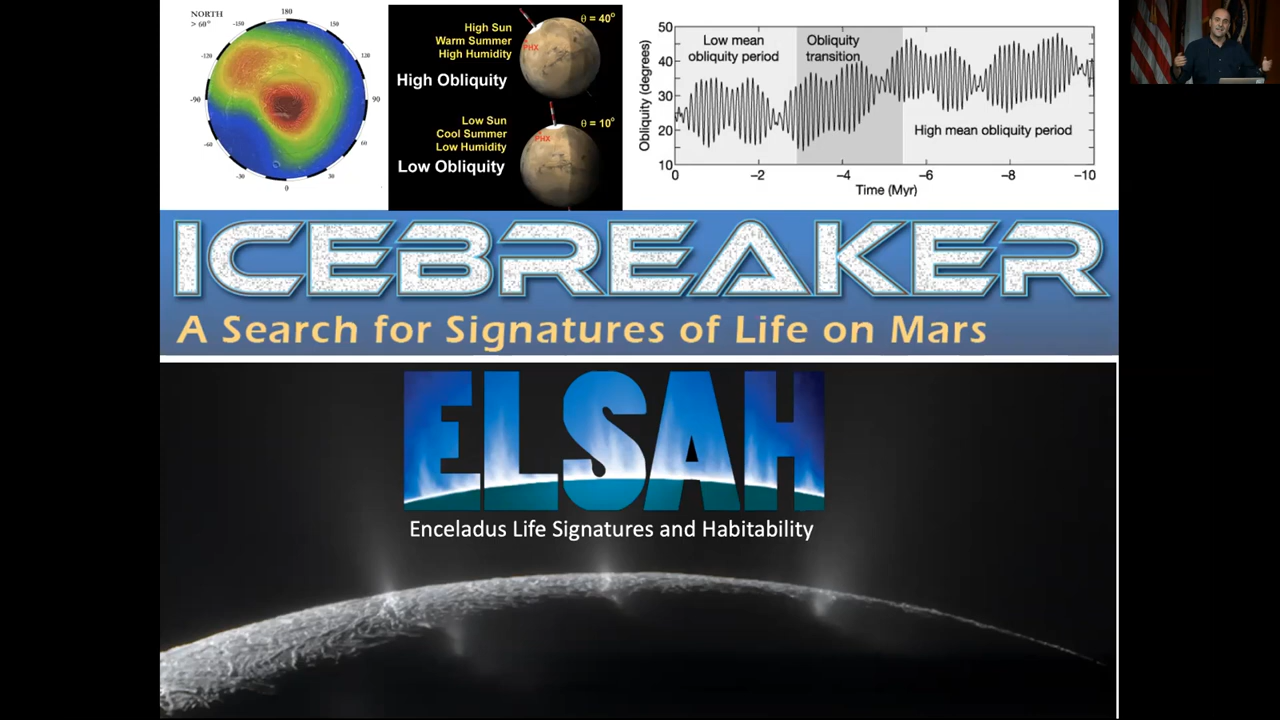 NORTH
> 60°
180
150
-150
120
-120
90
-90
60
-60
30
-30
0
θ = 40°
High Sun
Warm Summer
High Humidity
PHX
High Obliquity
θ = 10°
Low Sun
Cool Summer
Low Humidity
PHX
Low Obliquity
50
40
30
20
10
Obliquity (degrees)
Low mean
obliquity period
Obliquity
transition
High mean obliquity period
0 −2 −4 −6 −8 −10
Time (Myr)
ICEBREAKER
A Search for Signatures of Life on Mars
ELSAH
Enceladus Life Signatures and Habitability